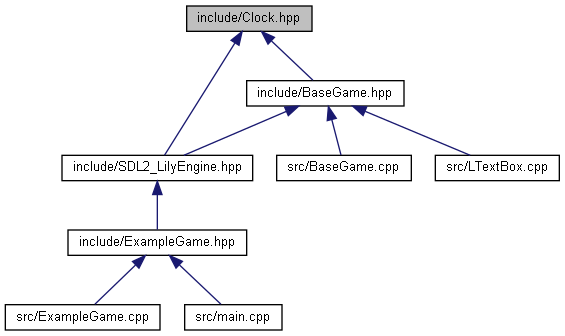 include/Clock.hpp
include/BaseGame.hpp
include/SDL2_LilyEngine.hpp
src/BaseGame.cpp
src/LTextBox.cpp
include/ExampleGame.hpp
src/ExampleGame.cpp
src/main.cpp